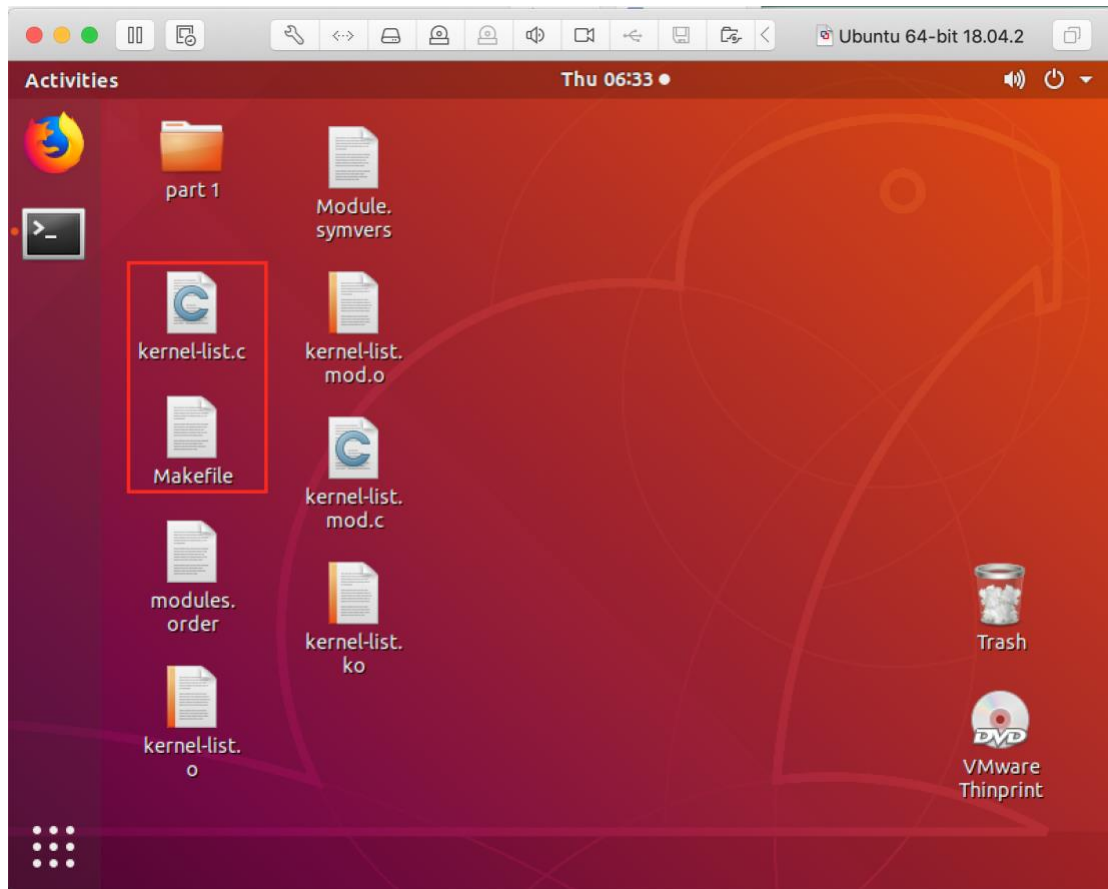 Ubuntu 64-bit 18.04.2
Activities
Thu 06:33
part 1
Module.
symvers
kernel-list.c
kernel-list.
mod.o
Makefile
kernel-list.
mod.c
modules.
order
kernel-list.
ko
Trash
kernel-list.
o
VMware
Thinprint
DVD